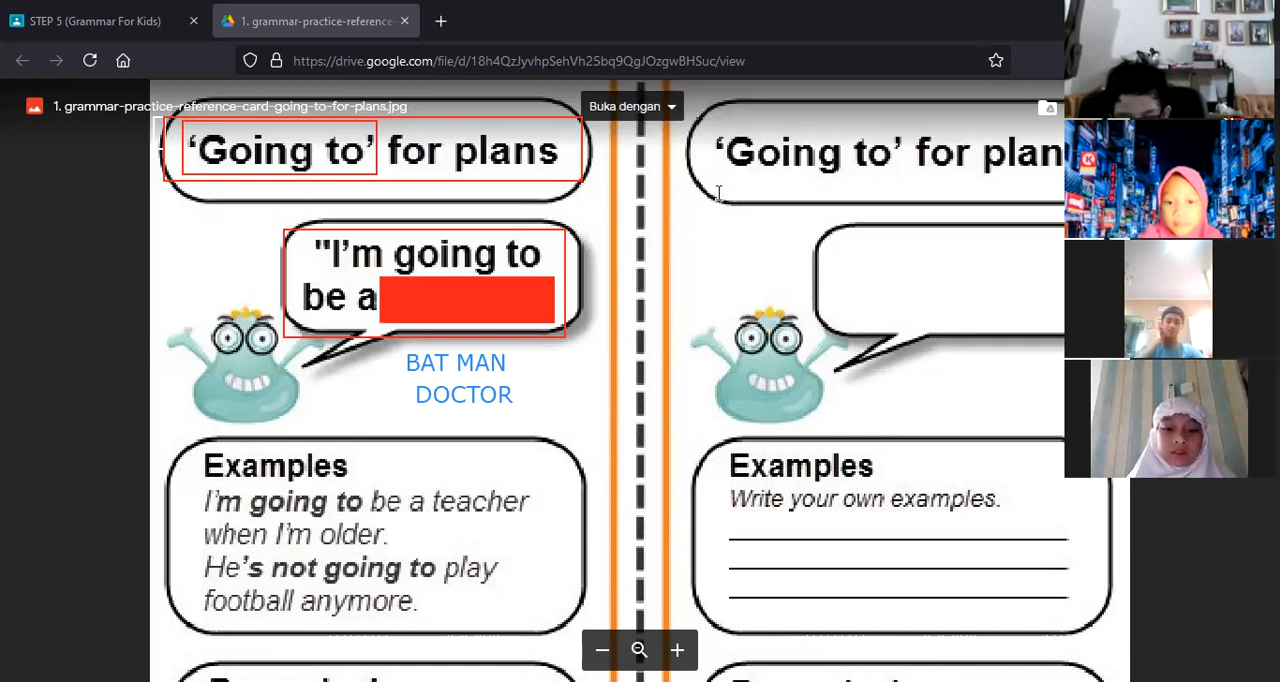 STEP 5 (Grammar For Kids)
1. grammar-practice-reference-
https://drive.google.com/file/d/18h4QzJyvhpSehVh25bq9QgJOzgwBHSuc/view
1. grammar-practice-reference-card-going-to-for-plans.jpg
Buka dengan
‘Going to’ for plans
"I’m going to
be a
BAT MAN
DOCTOR
Examples
I’m going to be a teacher
when I’m older.
He’s not going to play
football anymore.
‘Going to’ for plan
Examples
Write your own examples.